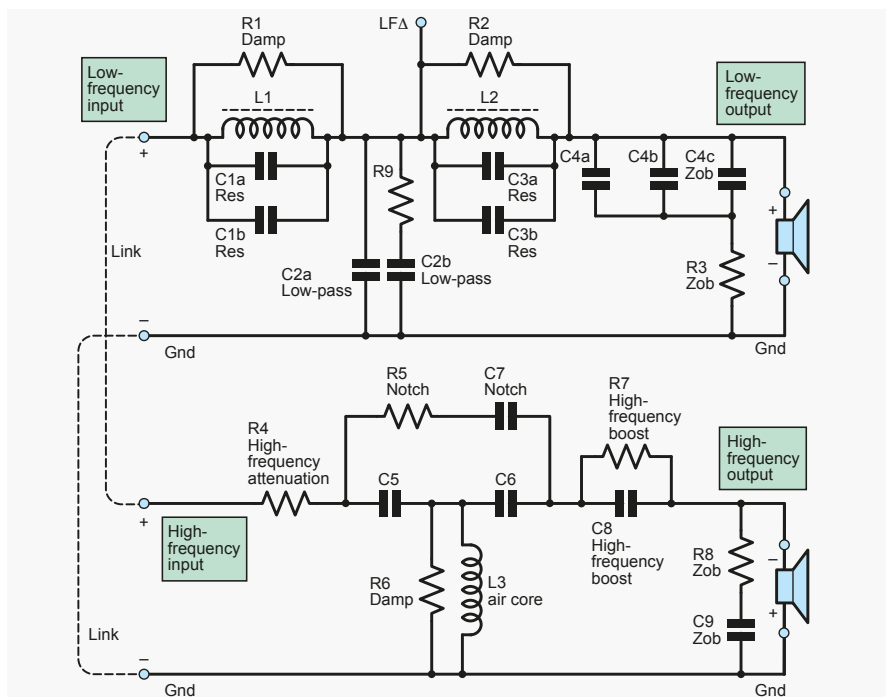 R1
Damp
LFΔ
R2
Damp
Low-
frequency
input
Low-
frequency
output
L1
L2
+
C1a
Res
C1b
Res
R9
C3a
Res
C3b
Res
C4a
C4b
C4c
Zob
+
–
Link
C2a
Low-pass
C2b
Low-pass
R3
Zob
–
Gnd
Gnd
R5
Notch
C7
Notch
R7
High-
frequency
boost
R4
High-
frequency
attenuation
High-
frequency
output
C5
C6
+
High-
frequency
input
C8
High-
frequency
boost
R8
Zob
–
+
R6
Damp
L3
air core
C9
Zob
Link
–
Gnd
Gnd